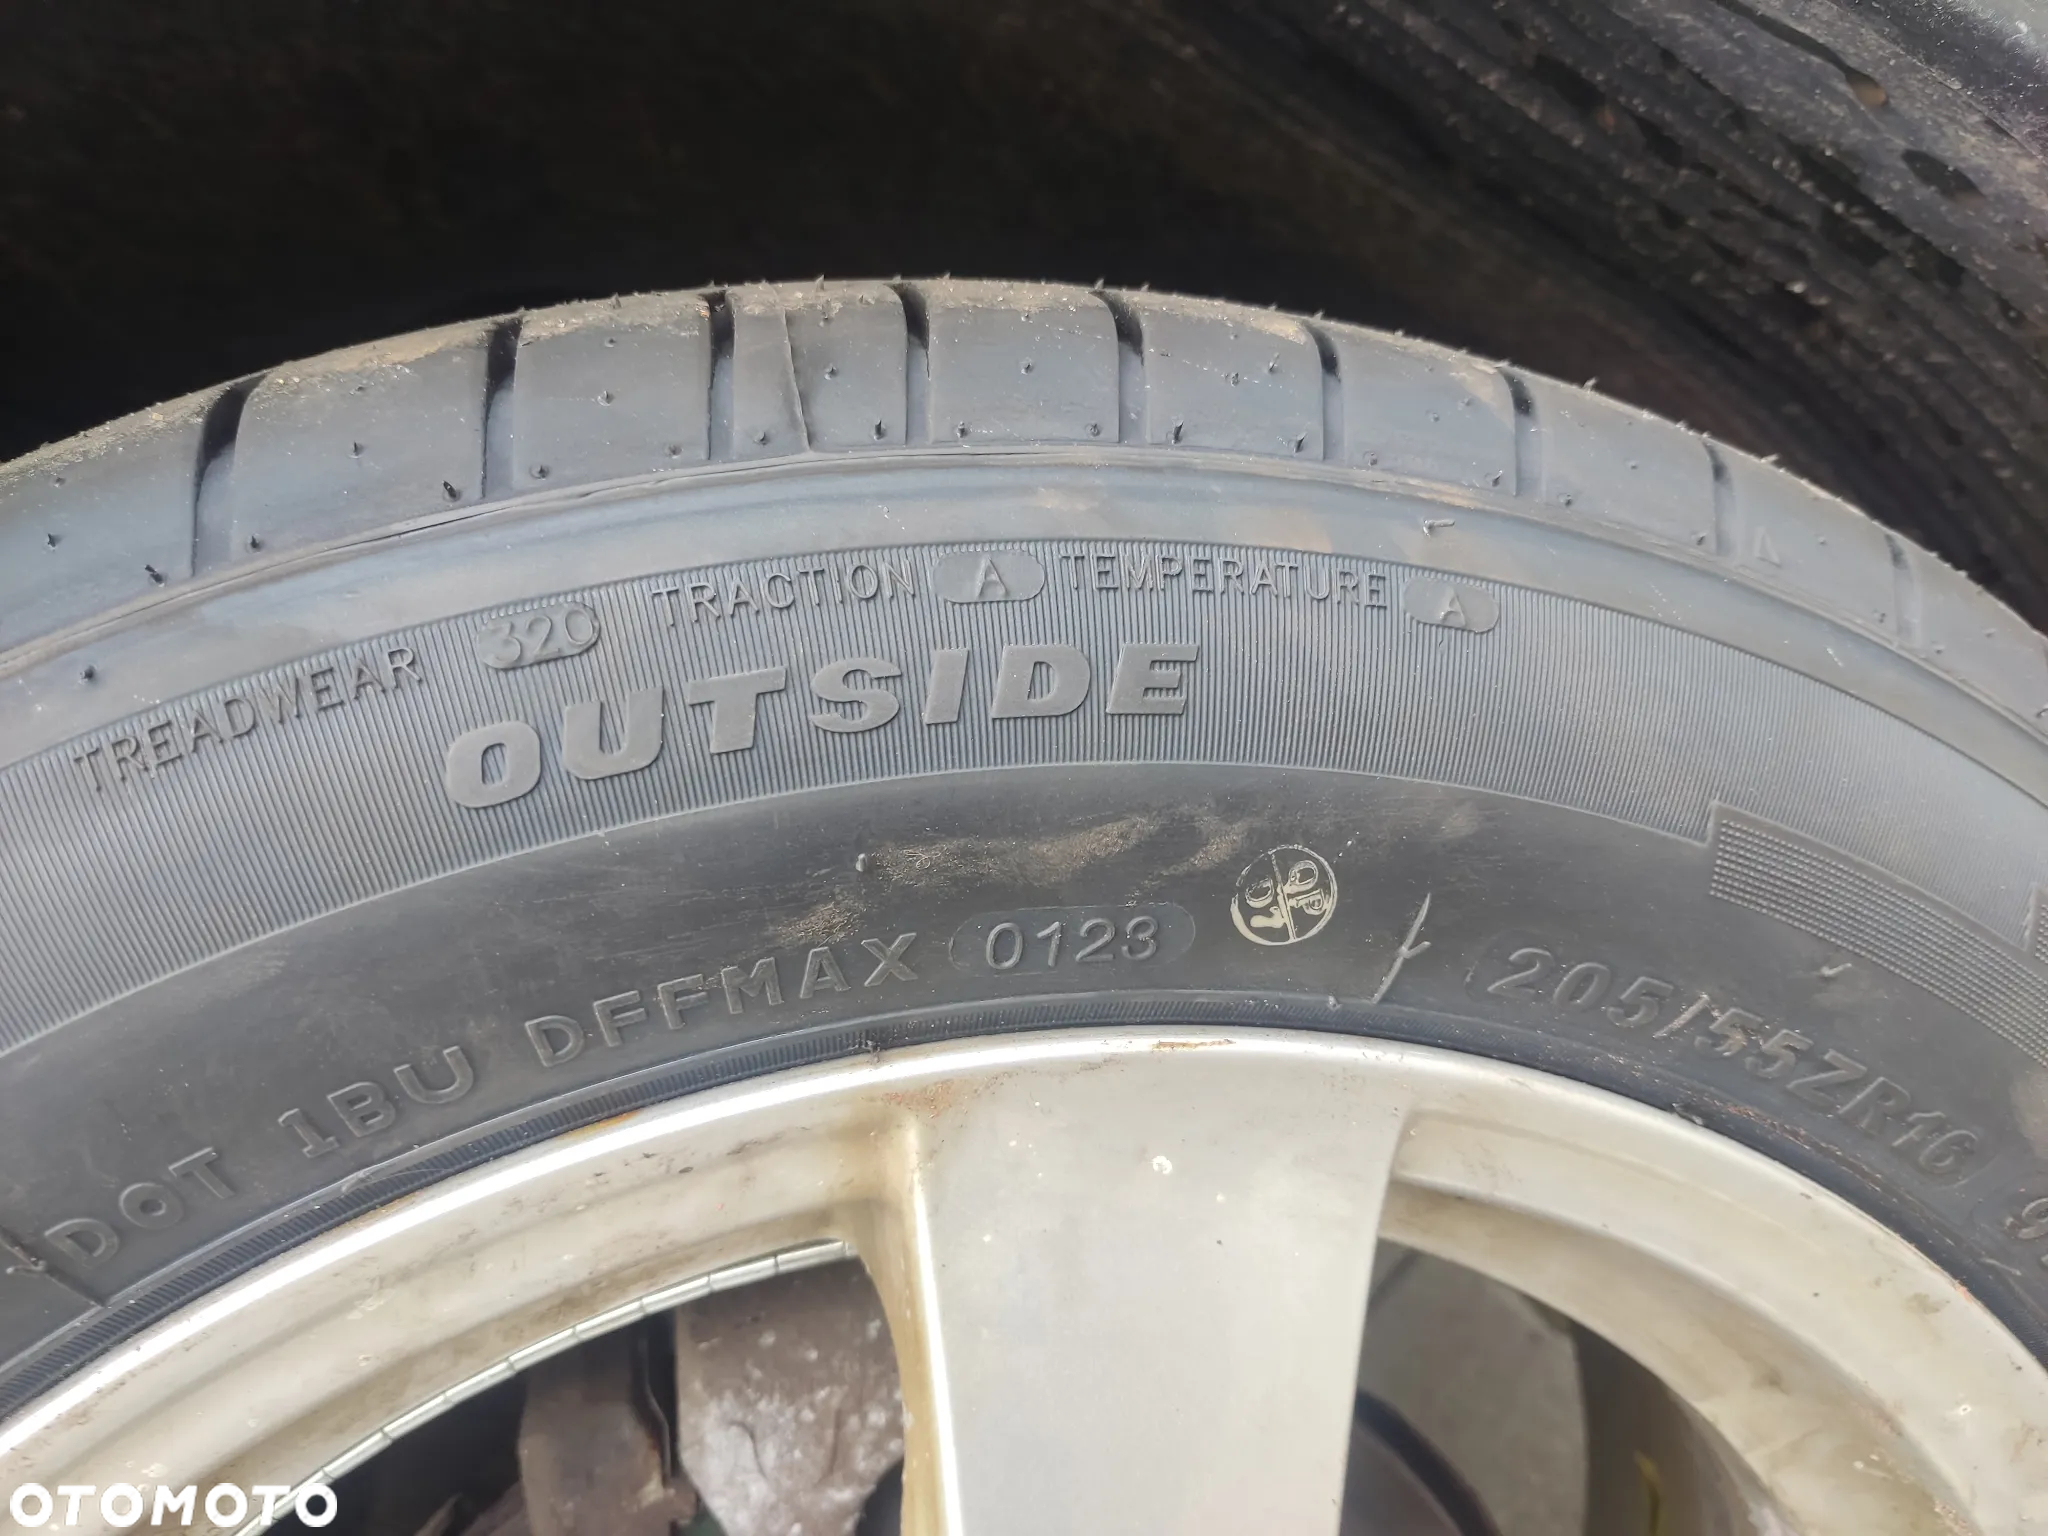 TREADWEAR 320 TRACTION A TEMPERATURE A
OUTSIDE
DOT 1BU DFFMAX 0123
205/55ZR16
OTOMOTO